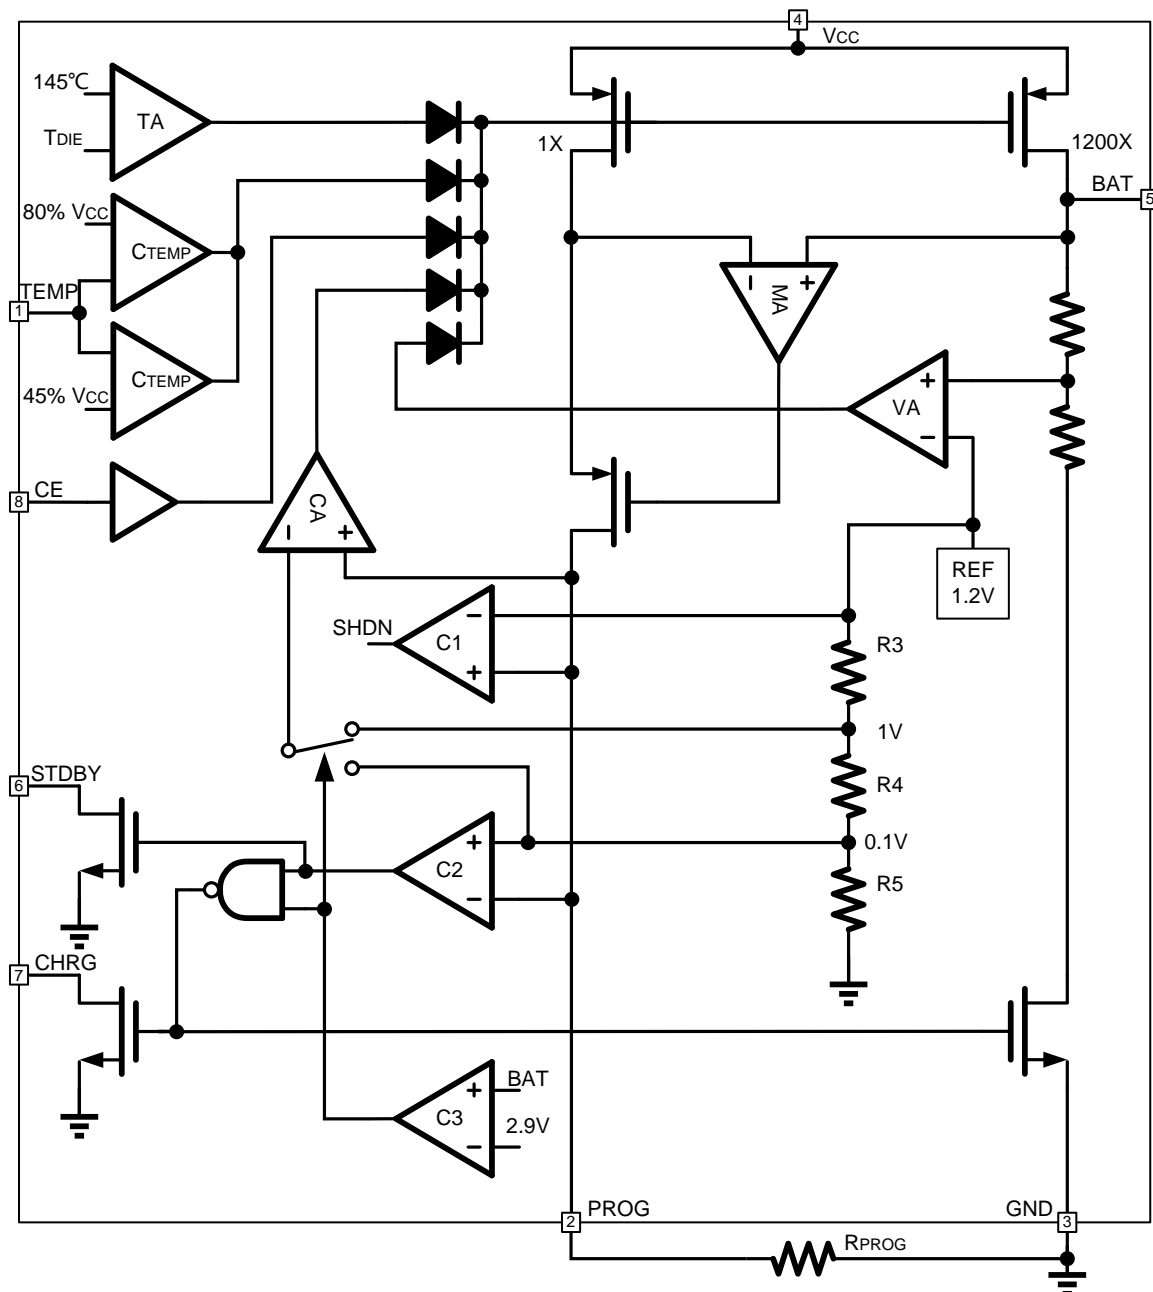 4
VCC
145℃
TA
TDIE
1X
1200X
BAT
5
80% VCC
CTEMP
TEMP
1
- +
MA
CTEMP
45% VCC
+
VA
-
8
CE
CA
- +
REF
1.2V
SHDN
-
C1
+
R3
1V
6
STDBY
R4
+
0.1V
C2
R5
-
7
CHRG
+
BAT
C3
2.9V
-
2
PROG
GND
3
RPROG